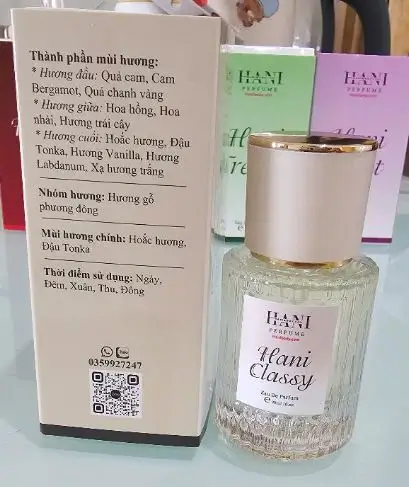 Thành phần mùi hương:
* Hương đầu: Quả cam, Cam
Bergamot, Quả chanh vàng
* Hương giữa: Hoa hồng, Hoa
nhài, Hương trái cây
* Hương cuối: Hoắc hương, Đậu
Tonka, Hương Vanilla, Hương
Labdanum, Xạ hương trắng
Nhóm hương: Hương gỗ
phương đông
Mùi hương chính: Hoắc hương,
Đậu Tonka
Thời điểm sử dụng: Ngày,
Đêm, Xuân, Thu, Đông
0359927247
HANI
PERFUME
Hani
HANI
PERFUME
HANI
PERFUME
Hani
Classy
Eau De Parfum